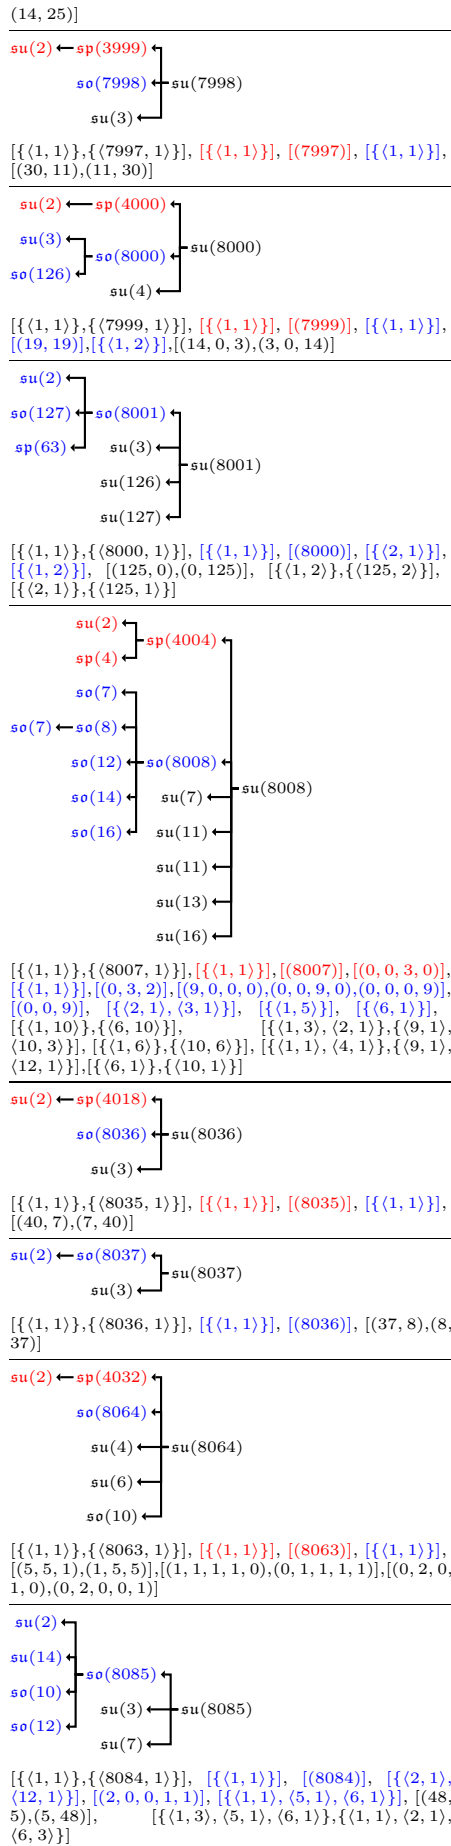 (14, 25)]
𝔰𝔲(2) 𝔰𝔭(3999)
𝔰𝔬(7998) 𝔰𝔲(7998)
𝔰𝔲(3)
[{⟨1, 1⟩},{⟨7997, 1⟩}], [{⟨1, 1⟩}], [(7997)], [{⟨1, 1⟩}],
[(30, 11),(11, 30)]
𝔰𝔲(2) 𝔰𝔭(4000)
𝔰𝔲(3)
𝔰𝔲(8000)
𝔰𝔬(8000)
𝔰𝔬(126)
𝔰𝔲(4)
[{⟨1, 1⟩},{⟨7999, 1⟩}], [{⟨1, 1⟩}], [(7999)], [{⟨1, 1⟩}],
[(19, 19)],[{⟨1, 2⟩}],[(14, 0, 3),(3, 0, 14)]
𝔰𝔲(2)
𝔰𝔬(127) 𝔰𝔬(8001)
𝔰𝔭(63) 𝔰𝔲(3)
𝔰𝔲(8001)
𝔰𝔲(126)
𝔰𝔲(127)
[{⟨1, 1⟩},{⟨8000, 1⟩}], [{⟨1, 1⟩}], [(8000)], [{⟨2, 1⟩}],
[{⟨1, 2⟩}], [(125, 0),(0, 125)], [{⟨1, 2⟩},{⟨125, 2⟩}],
[{⟨2, 1⟩},{⟨125, 1⟩}]
𝔰𝔲(2)
𝔰𝔭(4004)
𝔰𝔭(4)
𝔰𝔬(7)
𝔰𝔬(7) 𝔰𝔬(8)
𝔰𝔬(12) 𝔰𝔬(8008)
𝔰𝔲(8008)
𝔰𝔬(14) 𝔰𝔲(7)
𝔰𝔬(16) 𝔰𝔲(11)
𝔰𝔲(11)
𝔰𝔲(13)
𝔰𝔲(16)
[{⟨1, 1⟩},{⟨8007, 1⟩}],[{⟨1, 1⟩}],[(8007)],[(0, 0, 3, 0)],
[{⟨1, 1⟩}],[(0, 3, 2)],[(9, 0, 0, 0),(0, 0, 9, 0),(0, 0, 0, 9)],
[(0, 0, 9)], [{⟨2, 1⟩, ⟨3, 1⟩}], [{⟨1, 5⟩}], [{⟨6, 1⟩}],
[{⟨1, 10⟩},{⟨6, 10⟩}], [{⟨1, 3⟩, ⟨2, 1⟩},{⟨9, 1⟩,
⟨10, 3⟩}], [{⟨1, 6⟩},{⟨10, 6⟩}], [{⟨1, 1⟩, ⟨4, 1⟩},{⟨9, 1⟩,
⟨12, 1⟩}],[{⟨6, 1⟩},{⟨10, 1⟩}]
𝔰𝔲(2) 𝔰𝔭(4018)
𝔰𝔬(8036) 𝔰𝔲(8036)
𝔰𝔲(3)
[{⟨1, 1⟩},{⟨8035, 1⟩}], [{⟨1, 1⟩}], [(8035)], [{⟨1, 1⟩}],
[(40, 7),(7, 40)]
𝔰𝔲(2) 𝔰𝔬(8037)
𝔰𝔲(8037)
𝔰𝔲(3)
[{⟨1, 1⟩},{⟨8036, 1⟩}], [{⟨1, 1⟩}], [(8036)], [(37, 8),(8,
37)]
𝔰𝔲(2) 𝔰𝔭(4032)
𝔰𝔬(8064)
𝔰𝔲(4) 𝔰𝔲(8064)
𝔰𝔲(6)
𝔰𝔬(10)
[{⟨1, 1⟩},{⟨8063, 1⟩}], [{⟨1, 1⟩}], [(8063)], [{⟨1, 1⟩}],
[(5, 5, 1),(1, 5, 5)],[(1, 1, 1, 1, 0),(0, 1, 1, 1, 1)],[(0, 2, 0,
1, 0),(0, 2, 0, 0, 1)]
𝔰𝔲(2)
𝔰𝔲(14)
𝔰𝔬(8085)
𝔰𝔬(10) 𝔰𝔲(3) 𝔰𝔲(8085)
𝔰𝔬(12) 𝔰𝔲(7)
[{⟨1, 1⟩},{⟨8084, 1⟩}], [{⟨1, 1⟩}], [(8084)], [{⟨2, 1⟩,
⟨12, 1⟩}], [(2, 0, 0, 1, 1)], [{⟨1, 1⟩, ⟨5, 1⟩, ⟨6, 1⟩}], [(48,
5),(5, 48)], [{⟨1, 3⟩, ⟨5, 1⟩, ⟨6, 1⟩},{⟨1, 1⟩, ⟨2, 1⟩,
⟨6, 3⟩}]